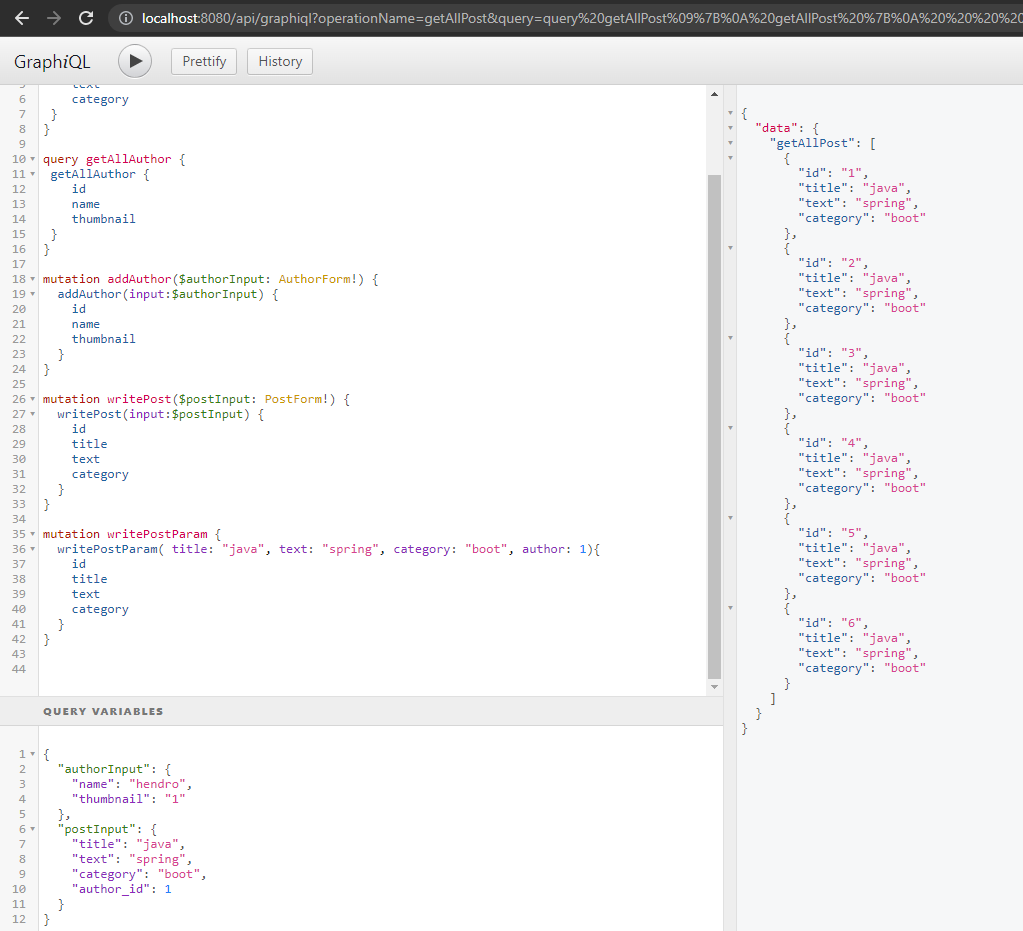 localhost:8080/api/graphiql?operationName=getAllPost&query=query%20getAllPost%09%7B%0A%20getAllPost%20%7B%0A%20%20%20%20
GraphiQL
Prettify
History
5 text
6 category
7 }
8 }
9
10 query getAllAuthor {
11 getAllAuthor {
12 id
13 name
14 thumbnail
15 }
16 }
17
18 mutation addAuthor($authorInput: AuthorForm!) {
19 addAuthor(input:$authorInput) {
20 id
21 name
22 thumbnail
23 }
24 }
25
26 mutation writePost($postInput: PostForm!) {
27 writePost(input:$postInput) {
28 id
29 title
30 text
31 category
32 }
33 }
34
35 mutation writePostParam {
36 writePostParam( title: "java", text: "spring", category: "boot", author: 1){
37 id
38 title
39 text
40 category
41 }
42 }
43
44
QUERY VARIABLES
1 {
2 "authorInput": {
3 "name": "hendro",
4 "thumbnail": "1"
5 },
6 "postInput": {
7 "title": "java",
8 "text": "spring",
9 "category": "boot",
10 "author_id": 1
11 }
12 }
{
"data": {
"getAllPost": [
{
"id": "1",
"title": "java",
"text": "spring",
"category": "boot"
},
{
"id": "2",
"title": "java",
"text": "spring",
"category": "boot"
},
{
"id": "3",
"title": "java",
"text": "spring",
"category": "boot"
},
{
"id": "4",
"title": "java",
"text": "spring",
"category": "boot"
},
{
"id": "5",
"title": "java",
"text": "spring",
"category": "boot"
},
{
"id": "6",
"title": "java",
"text": "spring",
"category": "boot"
}
]
}
}